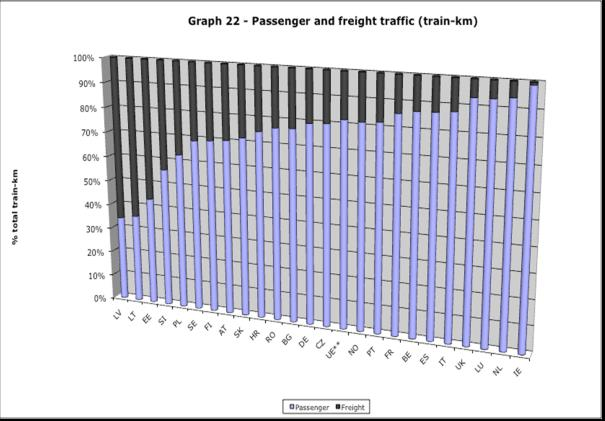 Graph 22 - Passenger and freight traffic (train-km)
% total train-km
100%
90%
80%
70%
60%
50%
40%
30%
20%
10%
0%
LV LT EE SI PL SE FI AT SK HR RO BG DE CZ UE** NO PT FR BE ES IT UK LU NL IE
Passenger Freight